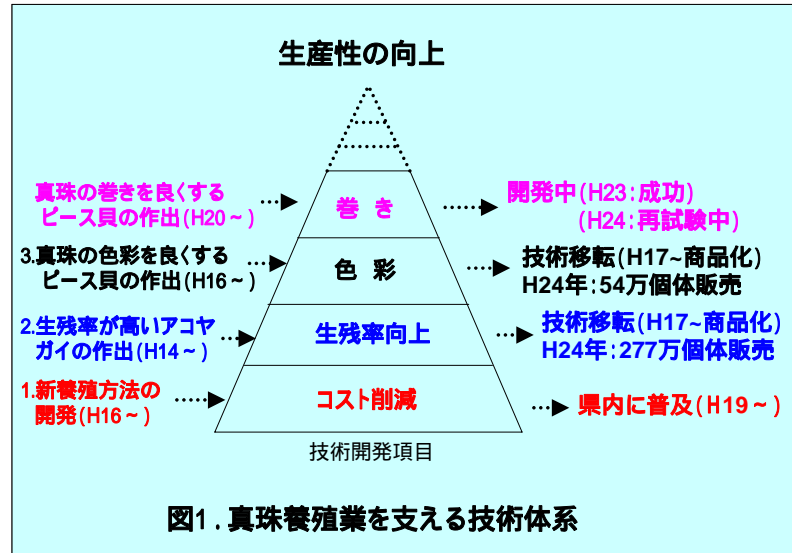 生産性の向上
真珠の巻きを良くする
ピース貝の作出(H20～)
巻 き
開発中(H23:成功)
(H24:再試験中)
3.真珠の色彩を良くする
ピース貝の作出(H16～)
色 彩
技術移転(H17~商品化)
H24年:54万個体販売
2.生残率が高いアコヤ
ガイの作出(H14～)
生残率向上
技術移転(H17~商品化)
H24年:277万個体販売
1.新養殖方法の
開発(H16～)
コスト削減
県内に普及(H19～)
技術開発項目
図1.真珠養殖業を支える技術体系